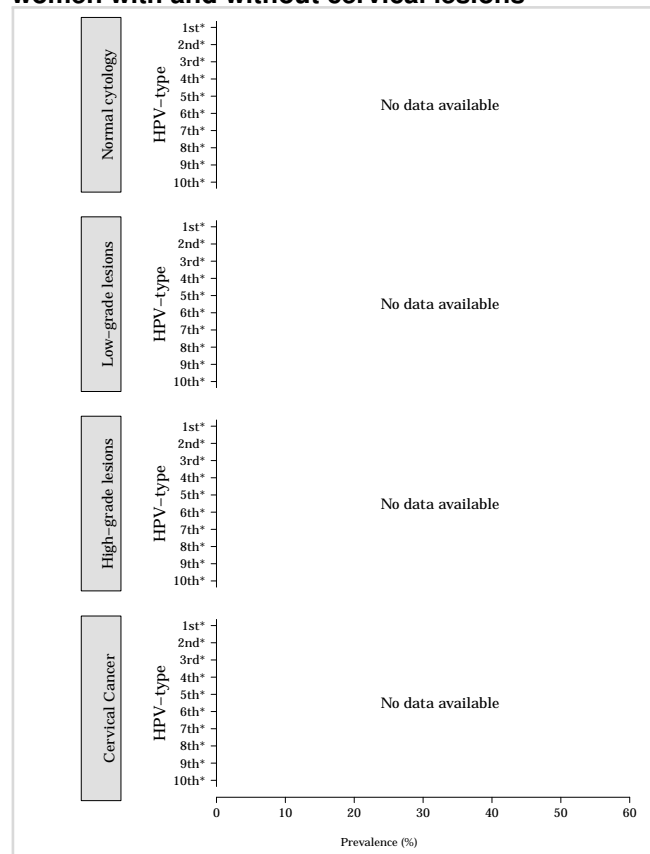 women with and without cervical lesions
Normal cytology
HPV−type
1st*
2nd*
3rd*
4th*
5th*
6th*
7th*
8th*
9th*
10th*
No data available
Low−grade lesions
HPV−type
1st*
2nd*
3rd*
4th*
5th*
6th*
7th*
8th*
9th*
10th*
No data available
High−grade lesions
HPV−type
1st*
2nd*
3rd*
4th*
5th*
6th*
7th*
8th*
9th*
10th*
No data available
Cervical Cancer
HPV−type
1st*
2nd*
3rd*
4th*
5th*
6th*
7th*
8th*
9th*
10th*
No data available
0 10 20 30 40 50 60
Prevalence (%)